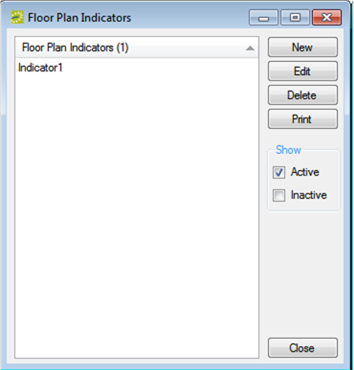 Floor Plan Indicators
Floor Plan Indicators (1)
Indicator1
New
Edit
Delete
Print
Show
Active
Inactive
Close